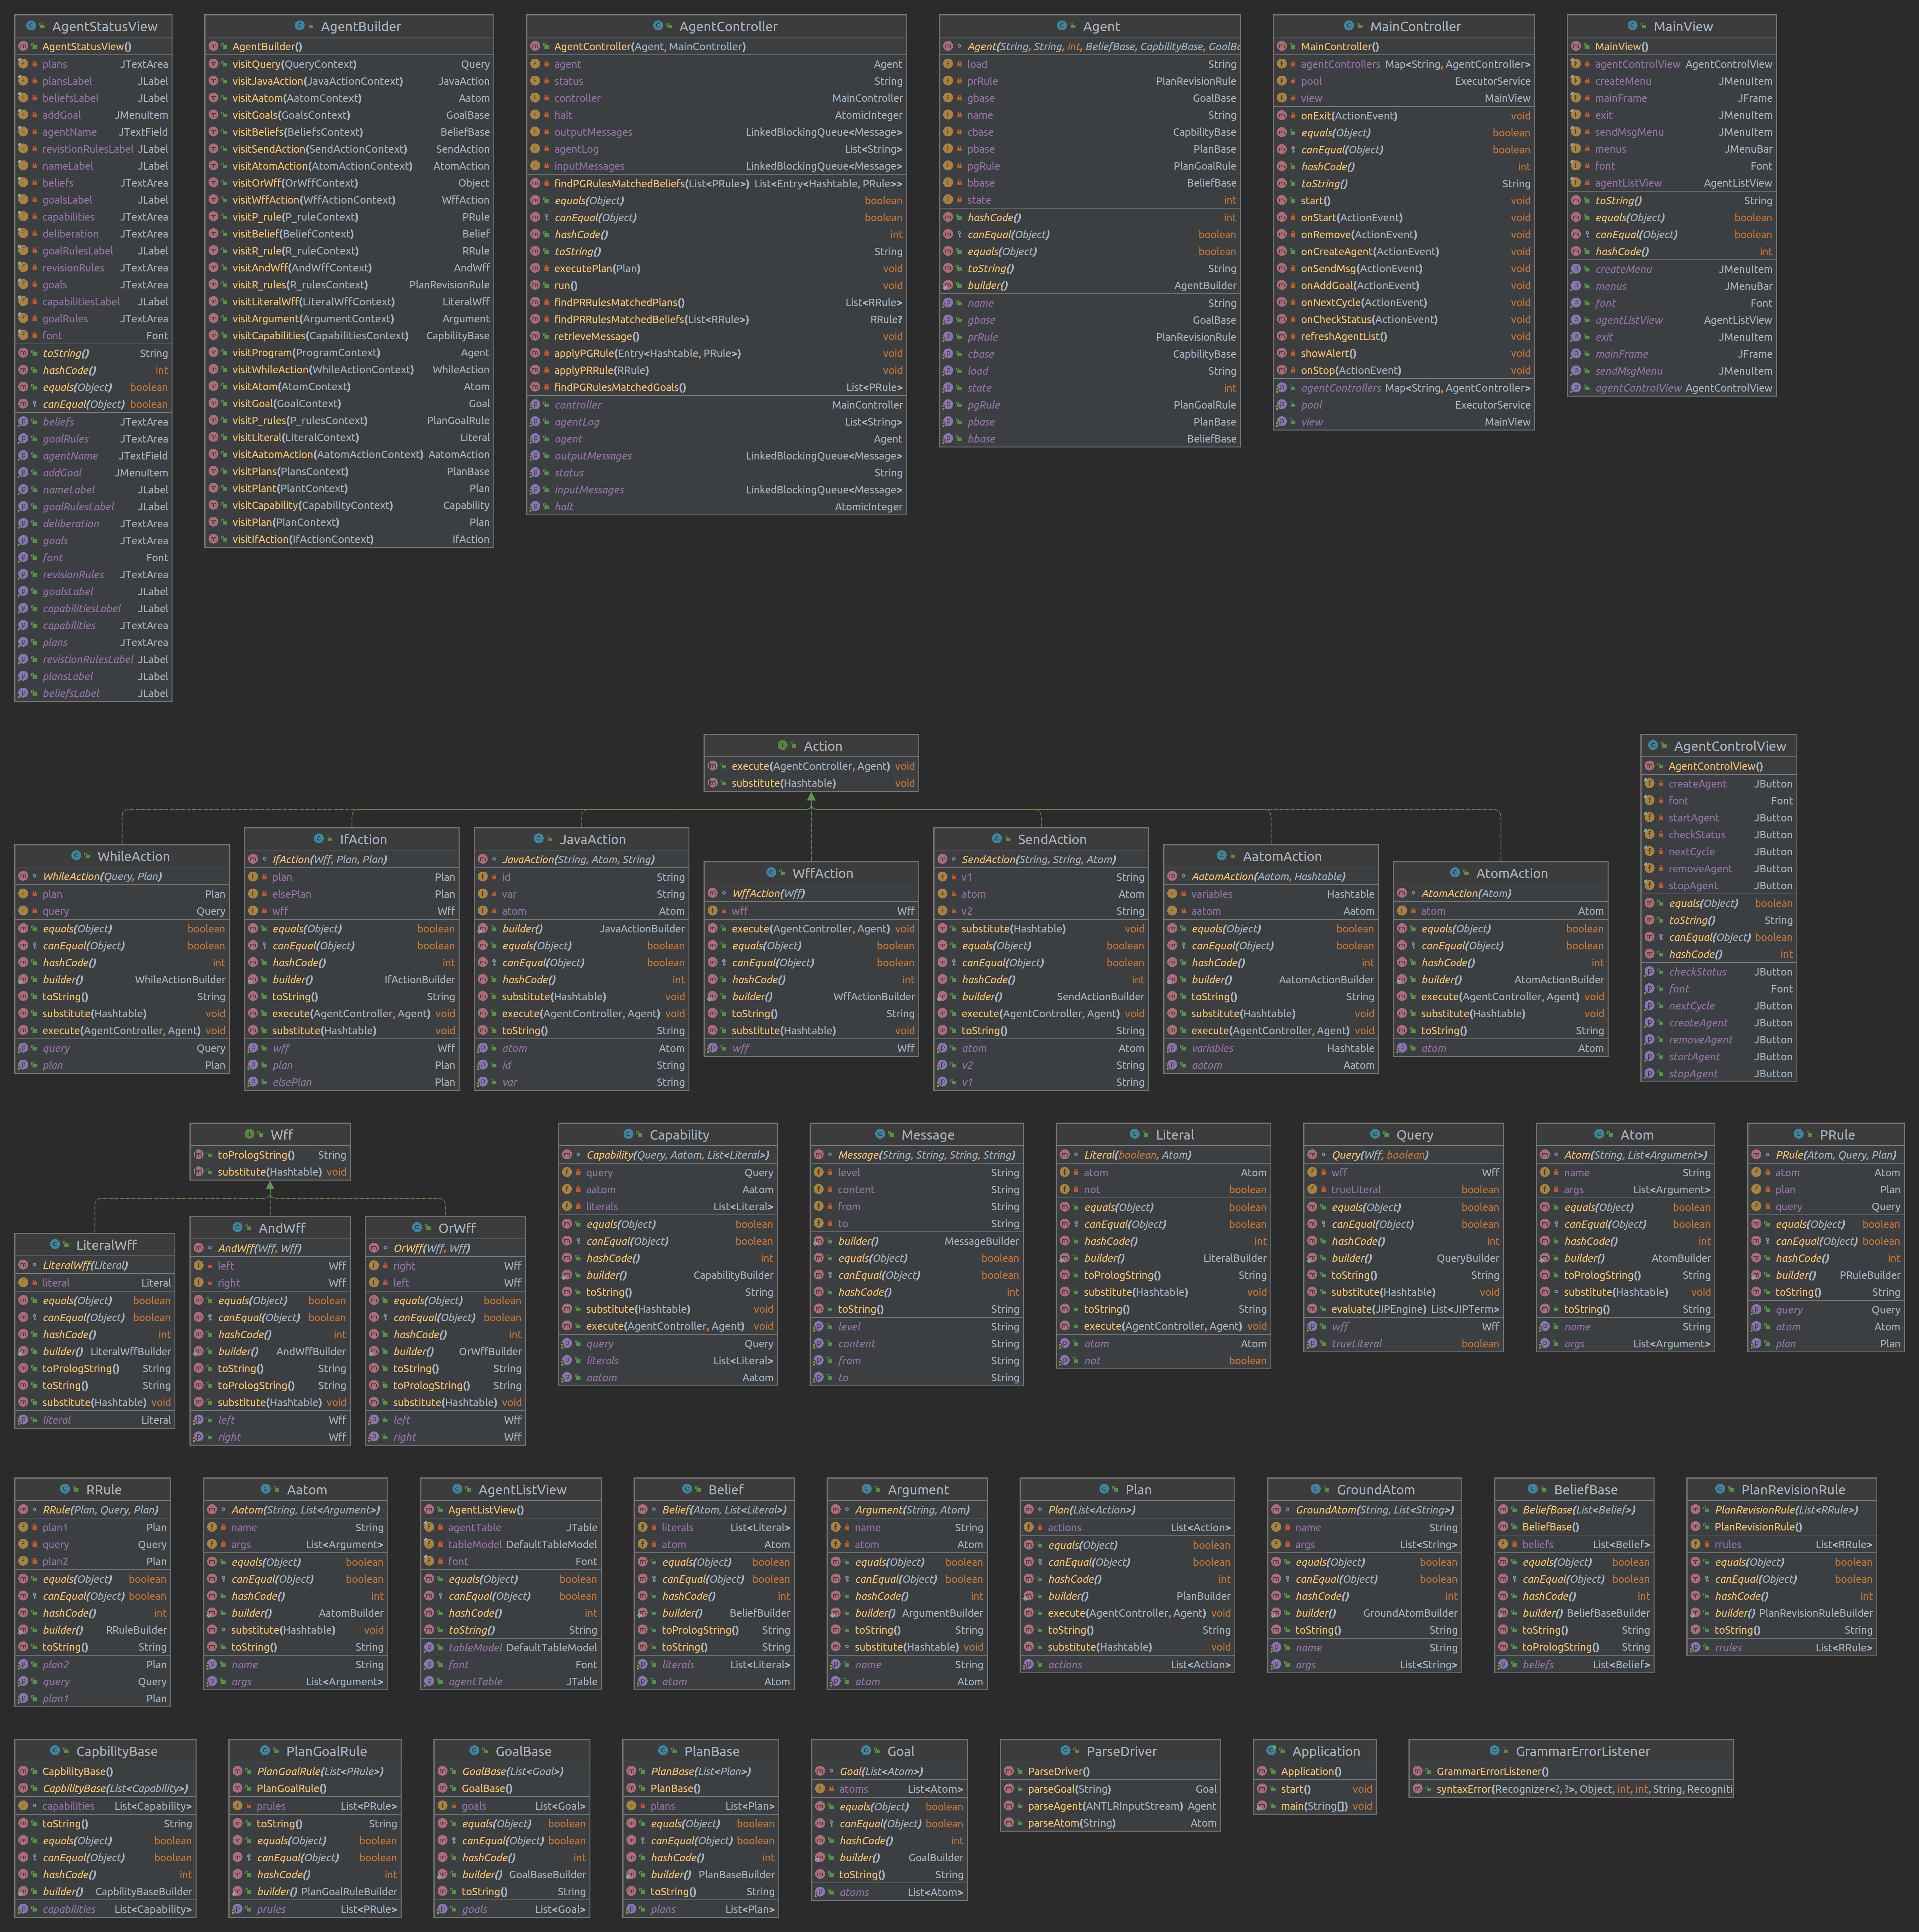 AgentStatusView
AgentStatusView()
plans JTextArea
plansLabel JLabel
beliefsLabel JLabel
addGoal JMenuItem
agentName JTextField
revistionRulesLabel JLabel
nameLabel JLabel
beliefs JTextArea
goalsLabel JLabel
capabilities JTextArea
deliberation JTextArea
goalRulesLabel JLabel
revisionRules JTextArea
goals JTextArea
capabilitiesLabel JLabel
goalRules JTextArea
font Font
toString() String
hashCode() int
equals(Object) boolean
canEqual(Object) boolean
beliefs JTextArea
goalRules JTextArea
agentName JTextField
addGoal JMenuItem
nameLabel JLabel
goalRulesLabel JLabel
deliberation JTextArea
goals JTextArea
font Font
revisionRules JTextArea
goalsLabel JLabel
capabilitiesLabel JLabel
capabilities JTextArea
plans JTextArea
revistionRulesLabel JLabel
plansLabel JLabel
beliefsLabel JLabel
AgentBuilder
AgentBuilder()
visitQuery(QueryContext) Query
visitJavaAction(JavaActionContext) JavaAction
visitAatom(AatomContext) Aatom
visitGoals(GoalsContext) GoalBase
visitBeliefs(BeliefsContext) BeliefBase
visitSendAction(SendActionContext) SendAction
visitAtomAction(AtomActionContext) AtomAction
visitOrWff(OrWffContext) Object
visitWffAction(WffActionContext) WffAction
visitP_rule(P_ruleContext) PRule
visitBelief(BeliefContext) Belief
visitR_rule(R_ruleContext) RRule
visitAndWff(AndWffContext) AndWff
visitR_rules(R_rulesContext) PlanRevisionRule
visitLiteralWff(LiteralWffContext) LiteralWff
visitArgument(ArgumentContext) Argument
visitCapabilities(CapabilitiesContext) CapbilityBase
visitProgram(ProgramContext) Agent
visitWhileAction(WhileActionContext) WhileAction
visitAtom(AtomContext) Atom
visitGoal(GoalContext) Goal
visitP_rules(P_rulesContext) PlanGoalRule
visitLiteral(LiteralContext) Literal
visitAatomAction(AatomActionContext) AatomAction
visitPlans(PlansContext) PlanBase
visitPlant(PlantContext) Plan
visitCapability(CapabilityContext) Capability
visitPlan(PlanContext) Plan
visitIfAction(IfActionContext) IfAction
AgentController
AgentController(Agent, MainController)
agent Agent
status String
controller MainController
halt AtomicInteger
outputMessages LinkedBlockingQueue<Message>
agentLog List<String>
inputMessages LinkedBlockingQueue<Message>
findPGRulesMatchedBeliefs(List<PRule>) List<Entry<Hashtable, PRule>>
equals(Object) boolean
canEqual(Object) boolean
hashCode() int
toString() String
executePlan(Plan) void
run() void
findPRRulesMatchedPlans() List<RRule>
findPRRulesMatchedBeliefs(List<RRule>) RRule?
retrieveMessage() void
applyPGRule(Entry<Hashtable, PRule>) void
applyPRRule(RRule) void
findPGRulesMatchedGoals() List<PRule>
controller MainController
agentLog List<String>
agent Agent
outputMessages LinkedBlockingQueue<Message>
status String
inputMessages LinkedBlockingQueue<Message>
halt AtomicInteger
Agent
Agent(String, String, int, BeliefBase, CapbilityBase, GoalBa
load String
prRule PlanRevisionRule
gbase GoalBase
name String
cbase CapbilityBase
pbase PlanBase
pgRule PlanGoalRule
bbase BeliefBase
state int
hashCode() int
canEqual(Object) boolean
equals(Object) boolean
toString() String
builder() AgentBuilder
name String
gbase GoalBase
prRule PlanRevisionRule
cbase CapbilityBase
load String
state int
pgRule PlanGoalRule
pbase PlanBase
bbase BeliefBase
MainController
MainController()
agentControllers Map<String, AgentController>
pool ExecutorService
view MainView
onExit(ActionEvent) void
equals(Object) boolean
canEqual(Object) boolean
hashCode() int
toString() String
start() void
onStart(ActionEvent) void
onRemove(ActionEvent) void
onCreateAgent(ActionEvent) void
onSendMsg(ActionEvent) void
onAddGoal(ActionEvent) void
onNextCycle(ActionEvent) void
onCheckStatus(ActionEvent) void
refreshAgentList() void
showAlert() void
onStop(ActionEvent) void
agentControllers Map<String, AgentController>
pool ExecutorService
view MainView
MainView
MainView()
agentControlView AgentControlView
createMenu JMenuItem
mainFrame JFrame
exit JMenuItem
sendMsgMenu JMenuItem
menus JMenuBar
font Font
agentListView AgentListView
toString() String
equals(Object) boolean
canEqual(Object) boolean
hashCode() int
createMenu JMenuItem
menus JMenuBar
font Font
agentListView AgentListView
exit JMenuItem
mainFrame JFrame
sendMsgMenu JMenuItem
agentControlView AgentControlView
Action
execute(AgentController, Agent) void
substitute(Hashtable) void
WhileAction
WhileAction(Query, Plan)
plan Plan
query Query
equals(Object) boolean
canEqual(Object) boolean
hashCode() int
builder() WhileActionBuilder
toString() String
substitute(Hashtable) void
execute(AgentController, Agent) void
query Query
plan Plan
IfAction
IfAction(Wff, Plan, Plan)
plan Plan
elsePlan Plan
wff Wff
equals(Object) boolean
canEqual(Object) boolean
hashCode() int
builder() IfActionBuilder
toString() String
execute(AgentController, Agent) void
substitute(Hashtable) void
wff Wff
plan Plan
elsePlan Plan
JavaAction
JavaAction(String, Atom, String)
id String
var String
atom Atom
builder() JavaActionBuilder
equals(Object) boolean
canEqual(Object) boolean
hashCode() int
substitute(Hashtable) void
execute(AgentController, Agent) void
toString() String
atom Atom
id String
var String
WffAction
WffAction(Wff)
wff Wff
execute(AgentController, Agent) void
equals(Object) boolean
canEqual(Object) boolean
hashCode() int
builder() WffActionBuilder
toString() String
substitute(Hashtable) void
wff Wff
SendAction
SendAction(String, String, Atom)
v1 String
atom Atom
v2 String
substitute(Hashtable) void
equals(Object) boolean
canEqual(Object) boolean
hashCode() int
builder() SendActionBuilder
execute(AgentController, Agent) void
toString() String
atom Atom
v2 String
v1 String
AatomAction
AatomAction(Aatom, Hashtable)
variables Hashtable
aatom Aatom
equals(Object) boolean
canEqual(Object) boolean
hashCode() int
builder() AatomActionBuilder
toString() String
substitute(Hashtable) void
execute(AgentController, Agent) void
variables Hashtable
aatom Aatom
AtomAction
AtomAction(Atom)
atom Atom
equals(Object) boolean
canEqual(Object) boolean
hashCode() int
builder() AtomActionBuilder
execute(AgentController, Agent) void
substitute(Hashtable) void
toString() String
atom Atom
AgentControlView
AgentControlView()
createAgent JButton
font Font
startAgent JButton
checkStatus JButton
nextCycle JButton
removeAgent JButton
stopAgent JButton
equals(Object) boolean
toString() String
canEqual(Object) boolean
hashCode() int
checkStatus JButton
font Font
nextCycle JButton
createAgent JButton
removeAgent JButton
startAgent JButton
stopAgent JButton
Wff
toPrologString() String
substitute(Hashtable) void
LiteralWff
LiteralWff(Literal)
literal Literal
equals(Object) boolean
canEqual(Object) boolean
hashCode() int
builder() LiteralWffBuilder
toPrologString() String
toString() String
substitute(Hashtable) void
literal Literal
AndWff
AndWff(Wff, Wff)
left Wff
right Wff
equals(Object) boolean
canEqual(Object) boolean
hashCode() int
builder() AndWffBuilder
toString() String
toPrologString() String
substitute(Hashtable) void
left Wff
right Wff
OrWff
OrWff(Wff, Wff)
right Wff
left Wff
equals(Object) boolean
canEqual(Object) boolean
hashCode() int
builder() OrWffBuilder
toString() String
toPrologString() String
substitute(Hashtable) void
left Wff
right Wff
Capability
Capability(Query, Aatom, List<Literal>)
query Query
aatom Aatom
literals List<Literal>
equals(Object) boolean
canEqual(Object) boolean
hashCode() int
builder() CapabilityBuilder
toString() String
substitute(Hashtable) void
execute(AgentController, Agent) void
query Query
literals List<Literal>
aatom Aatom
Message
Message(String, String, String, String)
level String
content String
from String
to String
builder() MessageBuilder
equals(Object) boolean
canEqual(Object) boolean
hashCode() int
toString() String
level String
content String
from String
to String
Literal
Literal(boolean, Atom)
atom Atom
not boolean
equals(Object) boolean
canEqual(Object) boolean
hashCode() int
builder() LiteralBuilder
toPrologString() String
substitute(Hashtable) void
toString() String
execute(AgentController, Agent) void
atom Atom
not boolean
Query
Query(Wff, boolean)
wff Wff
trueLiteral boolean
equals(Object) boolean
canEqual(Object) boolean
hashCode() int
builder() QueryBuilder
toString() String
substitute(Hashtable) void
evaluate(JIPEngine) List<JIPTerm>
wff Wff
trueLiteral boolean
Atom
Atom(String, List<Argument>)
name String
args List<Argument>
equals(Object) boolean
canEqual(Object) boolean
hashCode() int
builder() AtomBuilder
toPrologString() String
substitute(Hashtable) void
toString() String
name String
args List<Argument>
PRule
PRule(Atom, Query, Plan)
atom Atom
plan Plan
query Query
equals(Object) boolean
canEqual(Object) boolean
hashCode() int
builder() PRuleBuilder
toString() String
query Query
atom Atom
plan Plan
RRule
RRule(Plan, Query, Plan)
plan1 Plan
query Query
plan2 Plan
equals(Object) boolean
canEqual(Object) boolean
hashCode() int
builder() RRuleBuilder
toString() String
plan2 Plan
query Query
plan1 Plan
Aatom
Aatom(String, List<Argument>)
name String
args List<Argument>
equals(Object) boolean
canEqual(Object) boolean
hashCode() int
builder() AatomBuilder
substitute(Hashtable) void
toString() String
name String
args List<Argument>
AgentListView
AgentListView()
agentTable JTable
tableModel DefaultTableModel
font Font
equals(Object) boolean
canEqual(Object) boolean
hashCode() int
toString() String
tableModel DefaultTableModel
font Font
agentTable JTable
Belief
Belief(Atom, List<Literal>)
literals List<Literal>
atom Atom
equals(Object) boolean
canEqual(Object) boolean
hashCode() int
builder() BeliefBuilder
toPrologString() String
toString() String
literals List<Literal>
atom Atom
Argument
Argument(String, Atom)
name String
atom Atom
equals(Object) boolean
canEqual(Object) boolean
hashCode() int
builder() ArgumentBuilder
toString() String
substitute(Hashtable) void
name String
atom Atom
Plan
Plan(List<Action>)
actions List<Action>
equals(Object) boolean
canEqual(Object) boolean
hashCode() int
builder() PlanBuilder
execute(AgentController, Agent) void
toString() String
substitute(Hashtable) void
actions List<Action>
GroundAtom
GroundAtom(String, List<String>)
name String
args List<String>
equals(Object) boolean
canEqual(Object) boolean
hashCode() int
builder() GroundAtomBuilder
toString() String
name String
args List<String>
BeliefBase
BeliefBase(List<Belief>)
BeliefBase()
beliefs List<Belief>
equals(Object) boolean
canEqual(Object) boolean
hashCode() int
builder() BeliefBaseBuilder
toString() String
toPrologString() String
beliefs List<Belief>
PlanRevisionRule
PlanRevisionRule(List<RRule>)
PlanRevisionRule()
rrules List<RRule>
equals(Object) boolean
canEqual(Object) boolean
hashCode() int
builder() PlanRevisionRuleBuilder
toString() String
rrules List<RRule>
CapbilityBase
CapbilityBase()
CapbilityBase(List<Capability>)
capabilities List<Capability>
toString() String
equals(Object) boolean
canEqual(Object) boolean
hashCode() int
builder() CapbilityBaseBuilder
capabilities List<Capability>
PlanGoalRule
PlanGoalRule(List<PRule>)
PlanGoalRule()
prules List<PRule>
toString() String
equals(Object) boolean
canEqual(Object) boolean
hashCode() int
builder() PlanGoalRuleBuilder
prules List<PRule>
GoalBase
GoalBase(List<Goal>)
GoalBase()
goals List<Goal>
equals(Object) boolean
canEqual(Object) boolean
hashCode() int
builder() GoalBaseBuilder
toString() String
goals List<Goal>
PlanBase
PlanBase(List<Plan>)
PlanBase()
plans List<Plan>
equals(Object) boolean
canEqual(Object) boolean
hashCode() int
builder() PlanBaseBuilder
toString() String
plans List<Plan>
Goal
Goal(List<Atom>)
atoms List<Atom>
equals(Object) boolean
canEqual(Object) boolean
hashCode() int
builder() GoalBuilder
toString() String
atoms List<Atom>
ParseDriver
ParseDriver()
parseGoal(String) Goal
parseAgent(ANTLRInputStream) Agent
parseAtom(String) Atom
Application
Application()
start() void
main(String[]) void
GrammarErrorListener
GrammarErrorListener()
syntaxError(Recognizer<?, ?>, Object, int, int, String, Recogniti